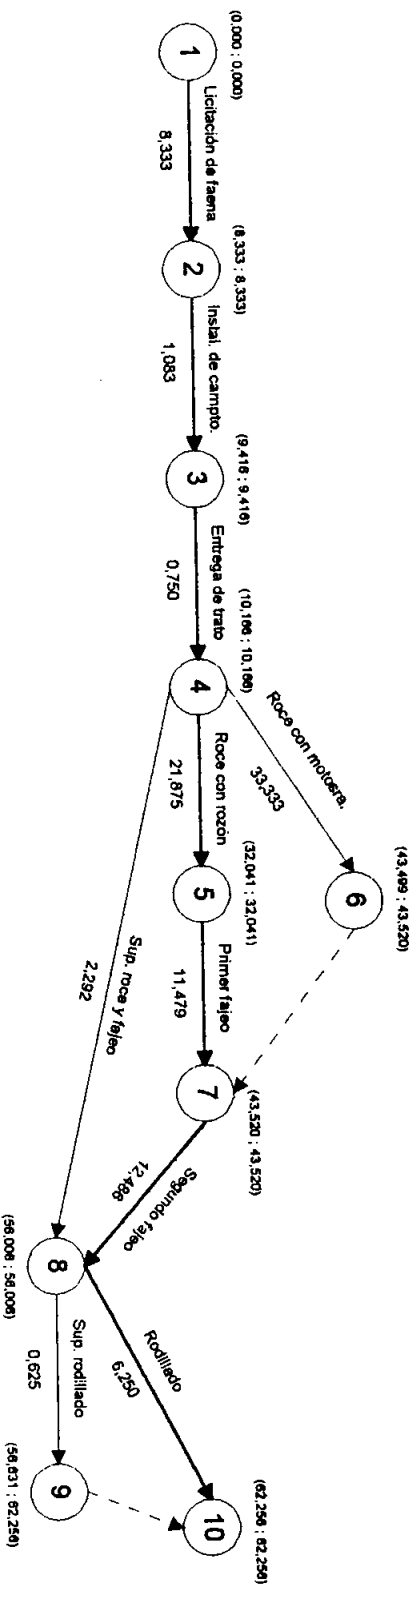 (0,000 ; 0,000)
1
Licitación de faena
8,333
(8,333 ; 8,333)
2
Instal. de campto.
1,083
(9,416 ; 9,416)
3
Entrega de trato
0,750
(10,166 ; 10,166)
4
Roce con motosra.
33,333
Roce con rozón
21,875
Sup. roce y fajeo
2,292
(32,041 ; 32,041)
5
Primer fajeo
11,479
(43,499 ; 43,520)
6
(43,520 ; 43,520)
7
Segundo fajeo
12,486
(56,006 ; 56,006)
8
Rodillado
6,250
Sup. rodillado
0,625
(56,631 ; 62,256)
9
(62,256 ; 62,256)
10